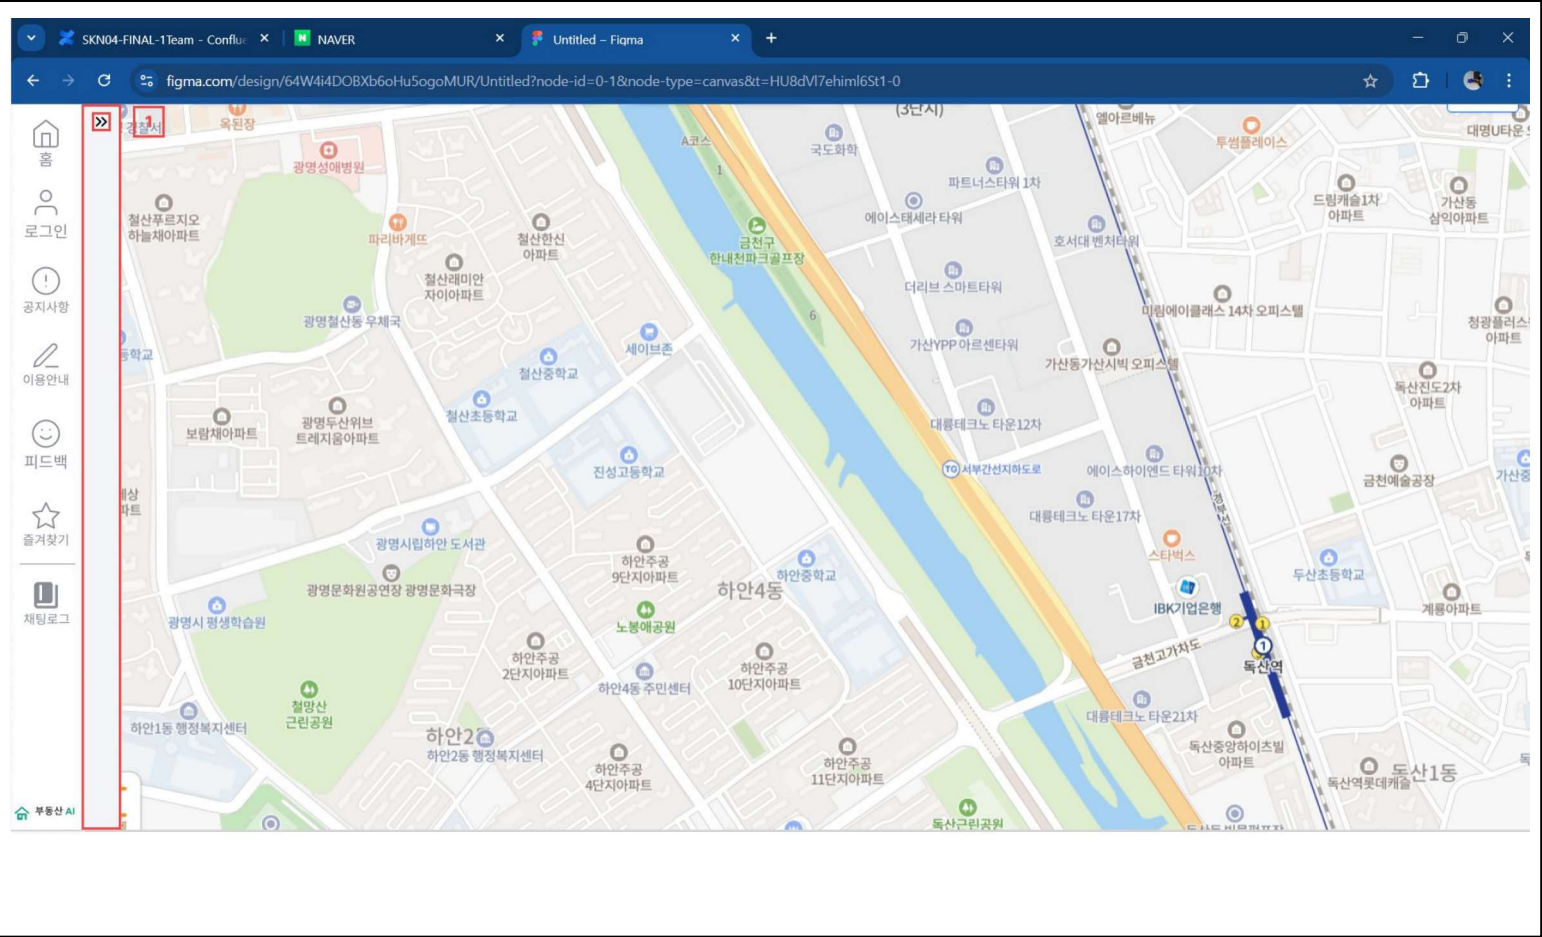 SKN04-FINAL-1Team - Conflue
NAVER
Untitled – Figma
figma.com/design/64W4i4DOBXb6oHu5ogoMUR/Untitled?node-id=0-1&node-type=canvas&t=HU8dVl7ehiml6St1-0
홈
로그인
공지사항
이용안내
피드백
즐겨찾기
채팅로그
부동산 AI
»
1
경찰서
옥된장
광명성애병원
철산푸르지오
하늘채아파트
파리바게뜨
철산한신
아파트
철산래미안
자이아파트
광명철산동 우체국
등학교
세이브존
철산중학교
철산초등학교
보람채아파트
광명두산위브
트레지움아파트
진성고등학교
세상
파트
광명시립하안 도서관
하안주공
9단지아파트
하안중학교
광명문화원공연장 광명문화극장
하안4동
노봉애공원
광명시 평생학습원
하안주공
2단지아파트
하안4동 주민센터
하안주공
10단지아파트
철망산
근린공원
하안1동 행정복지센터
하안2
하안2동 행정복지센터
하안주공
4단지아파트
하안주공
11단지아파트
독산근린공원
A코스
1
6
금천구
한내천파크골프장
(3단지)
국도화학
파트너스타워 1차
에이스태세라 타워
더리브 스마트타워
가산YPP 아르센타워
대륭테크노 타운12차
TO 서부간선지하도로
엘아르베뉴
투썸플레이스
대명U타운
드림캐슬1차
아파트
가산동
삼익아파트
호서대 벤처타워
미림에이클래스 14차 오피스텔
청광플러스
아파트
가산동가산시빅 오피스텔
독산진도2차
아파트
에이스하이엔드 타워10차
금천예술공장
가산중
대륭테크노 타운17차
경부선
스타벅스
두산초등학교
IBK기업은행
계룡아파트
2
1
1
독산역
금천고가차도
대륭테크노 타운21차
독산중앙하이츠빌
아파트
독산역롯데캐슬
독산1동